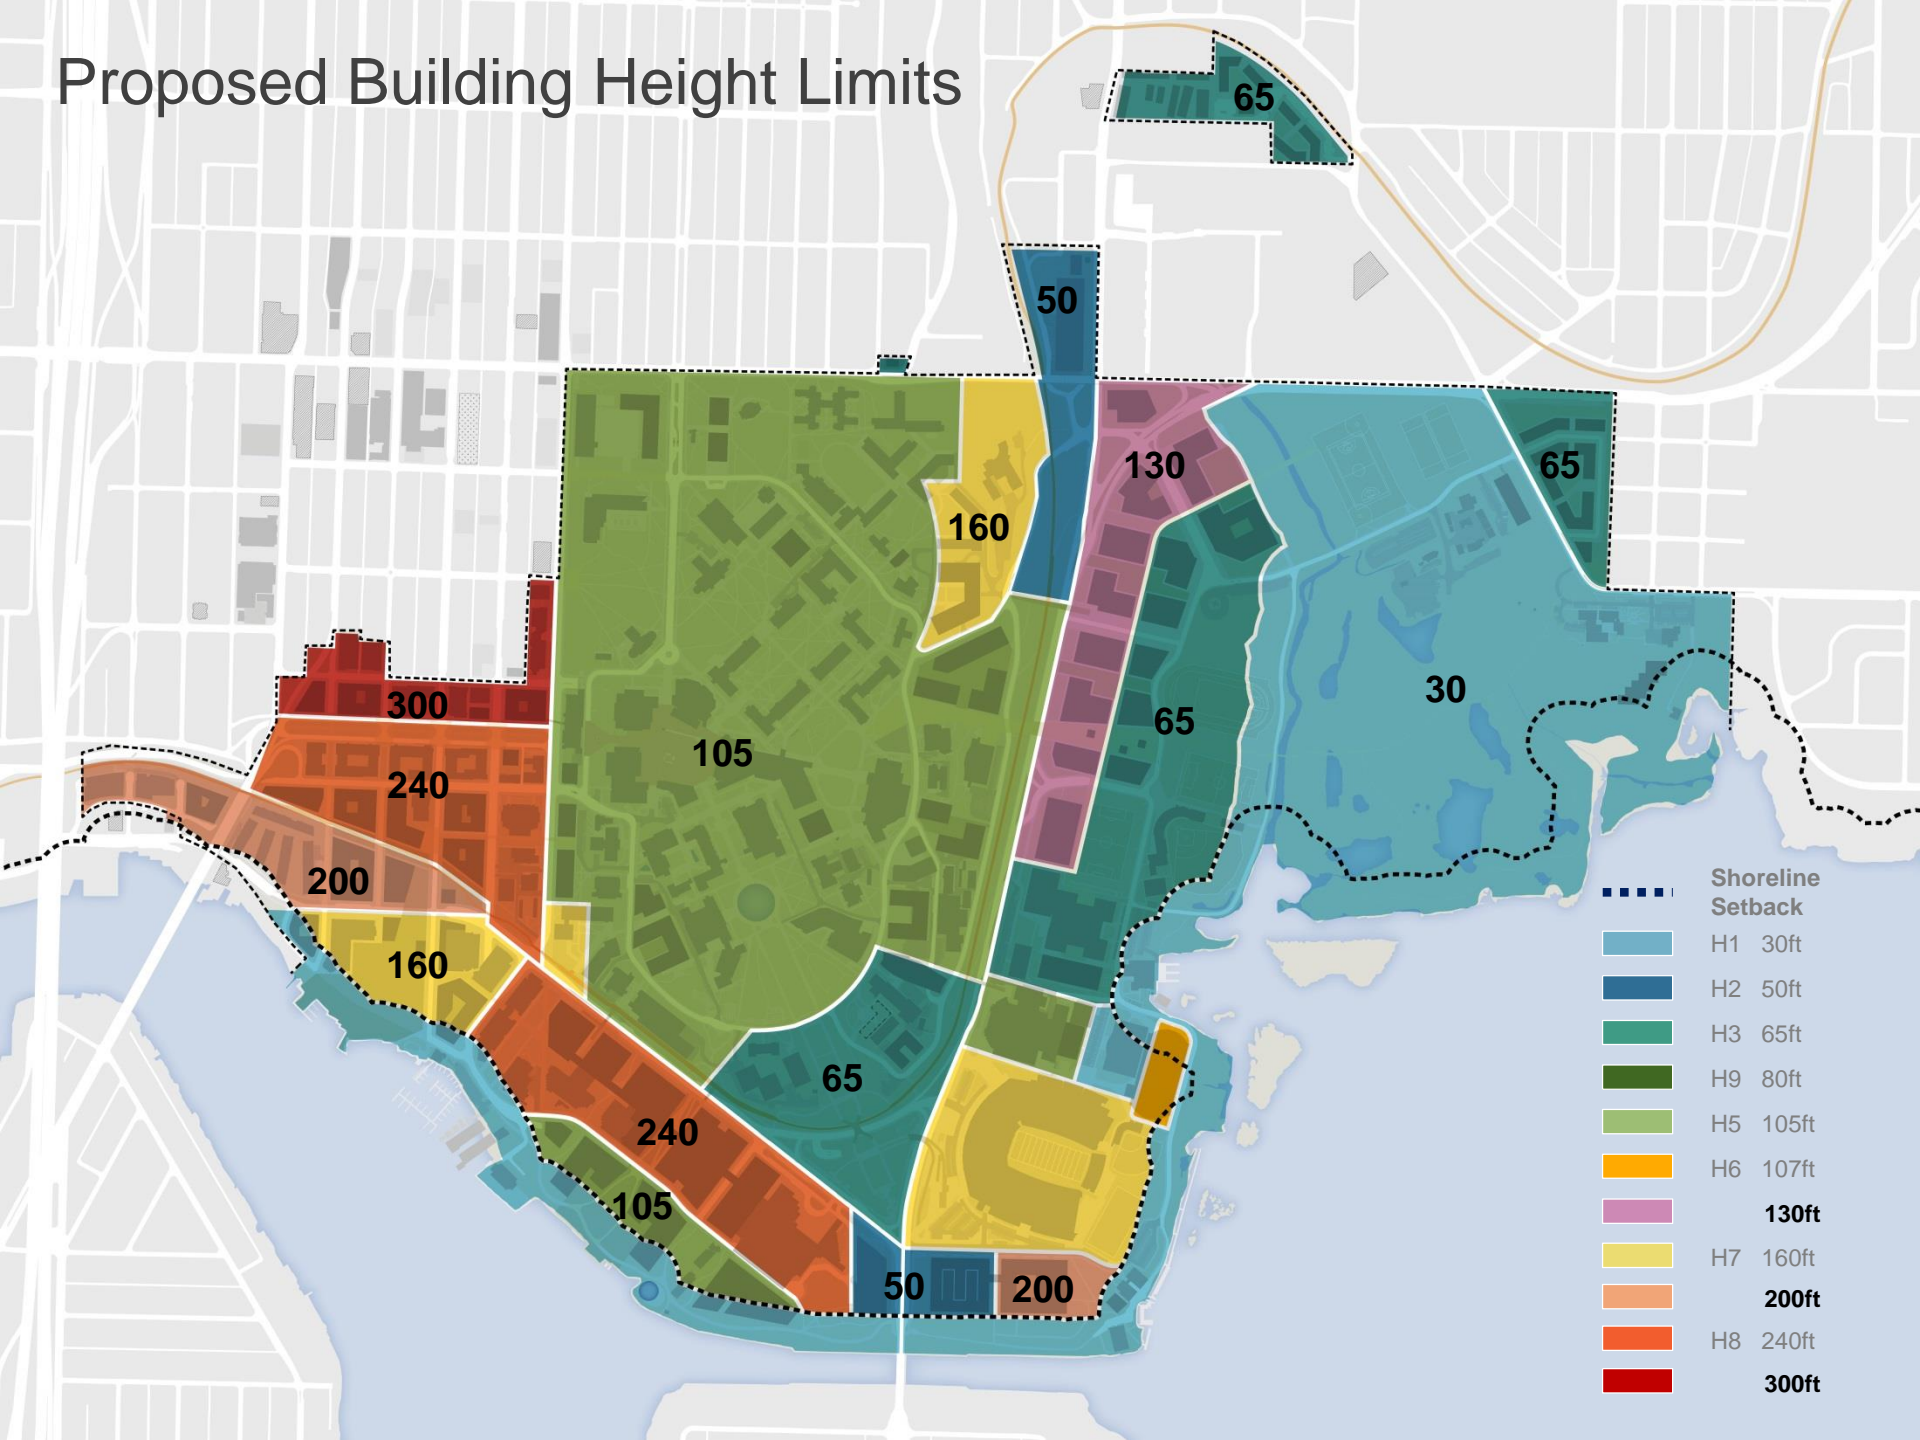 Proposed Building Height Limits
65
50
130
65
160
30
300
65
105
240
200
160
65
240
105
50
200
Shoreline
Setback
H1 30ft
H2 50ft
H3 65ft
H9 80ft
H5 105ft
H6 107ft
130ft
H7 160ft
200ft
H8 240ft
300ft